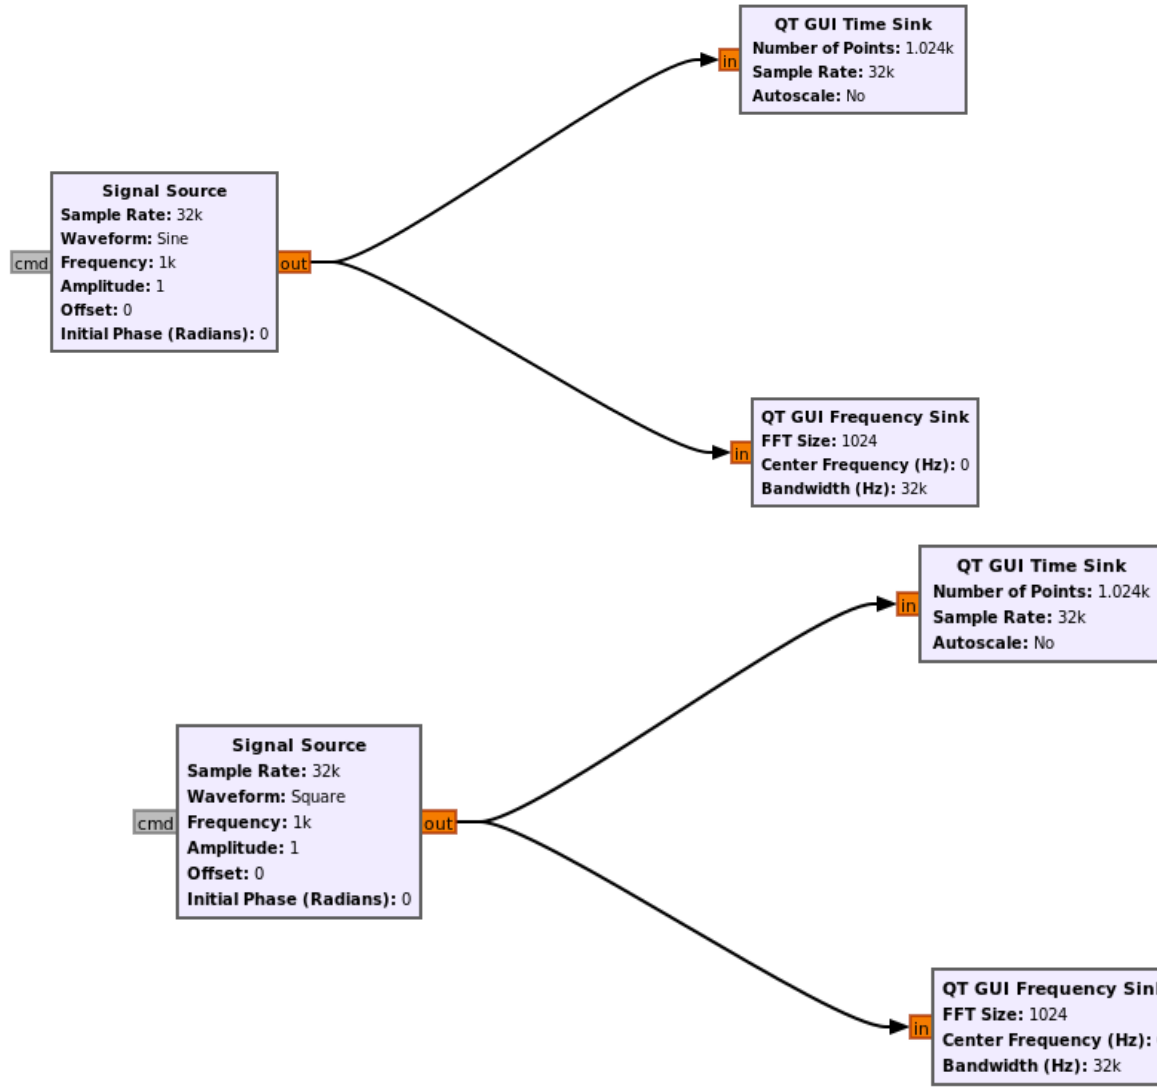 QT GUI Time Sink
Number of Points: 1.024k
Sample Rate: 32k
Autoscale: No
in
Signal Source
Sample Rate: 32k
Waveform: Sine
Frequency: 1k
Amplitude: 1
Offset: 0
Initial Phase (Radians): 0
cmd
out
QT GUI Frequency Sink
FFT Size: 1024
Center Frequency (Hz): 0
Bandwidth (Hz): 32k
in
QT GUI Time Sink
Number of Points: 1.024k
Sample Rate: 32k
Autoscale: No
in
Signal Source
Sample Rate: 32k
Waveform: Square
Frequency: 1k
Amplitude: 1
Offset: 0
Initial Phase (Radians): 0
cmd
out
QT GUI Frequency
FFT Size: 1024
Center Frequency (Hz):
Bandwidth (Hz): 32k
in